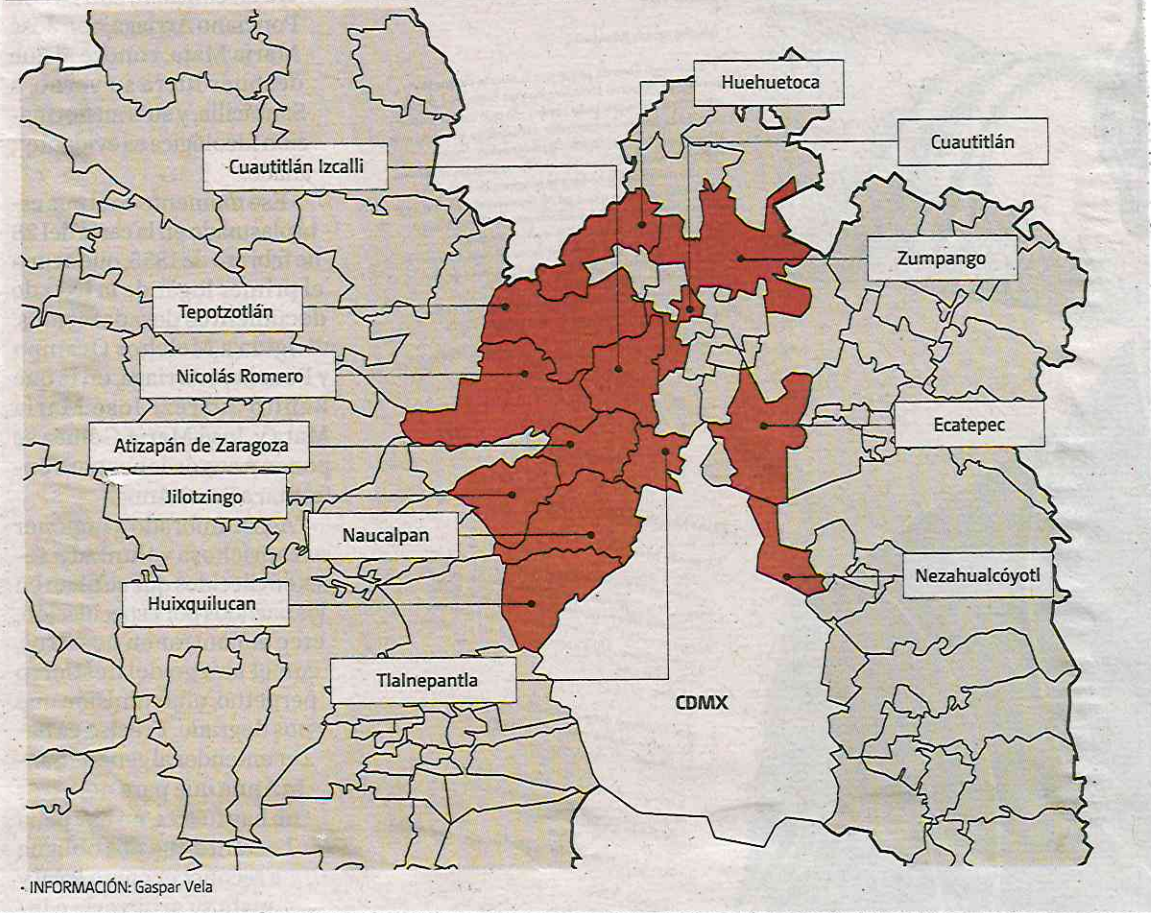 Huehuetoca
Cuautitlán
Cuautitlán Izcalli
Zumpango
Tepotzotlán
Nicolás Romero
Ecatepec
Atizapán de Zaragoza
Jilotzingo
Naucalpan
Nezahualcóyotl
Huixquilucan
Tlalnepantla
CDMX
• INFORMACIÓN: Gaspar Vela